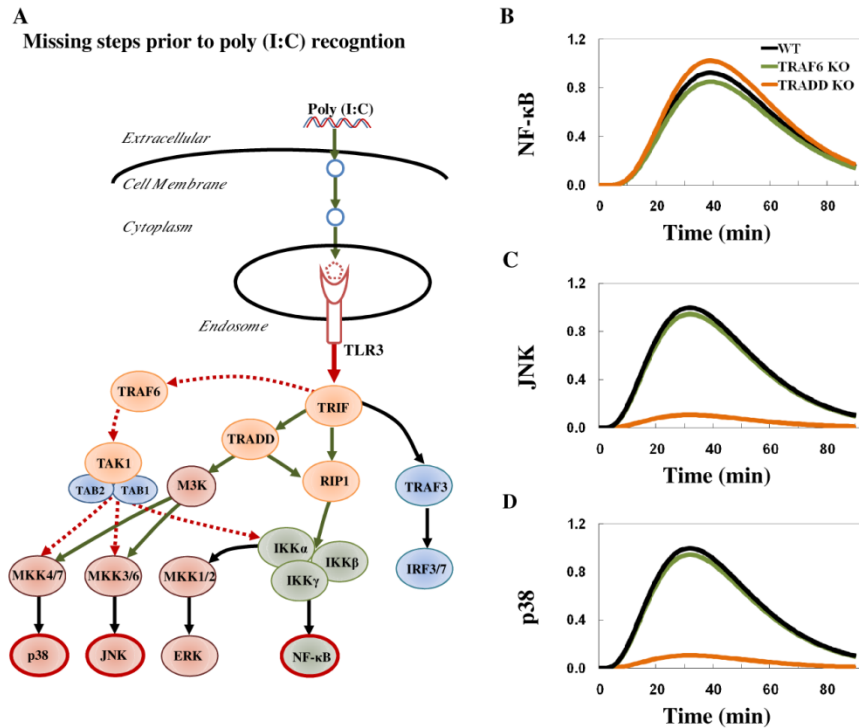 A
Missing steps prior to poly (I:C) recogntion
Poly (I:C)
Extracellular
Cell Membrane
Cytoplasm
Endosome
TLR3
TRAF6
TRIF
TRADD
TAK1
TAB2
TAB1
M3K
RIP1
TRAF3
IKKα
IKKβ
IKKγ
MKK4/7
MKK3/6
MKK1/2
IRF3/7
p38
JNK
ERK
NF-κB
B
NF-κB
1.2
0.8
0.4
0.0
WT
TRAF6 KO
TRADD KO
0 20 40 60 80
Time (min)
C
JNK
1.2
0.8
0.4
0.0
0 20 40 60 80
Time (min)
D
p38
1.2
0.8
0.4
0.0
0 20 40 60 80
Time (min)